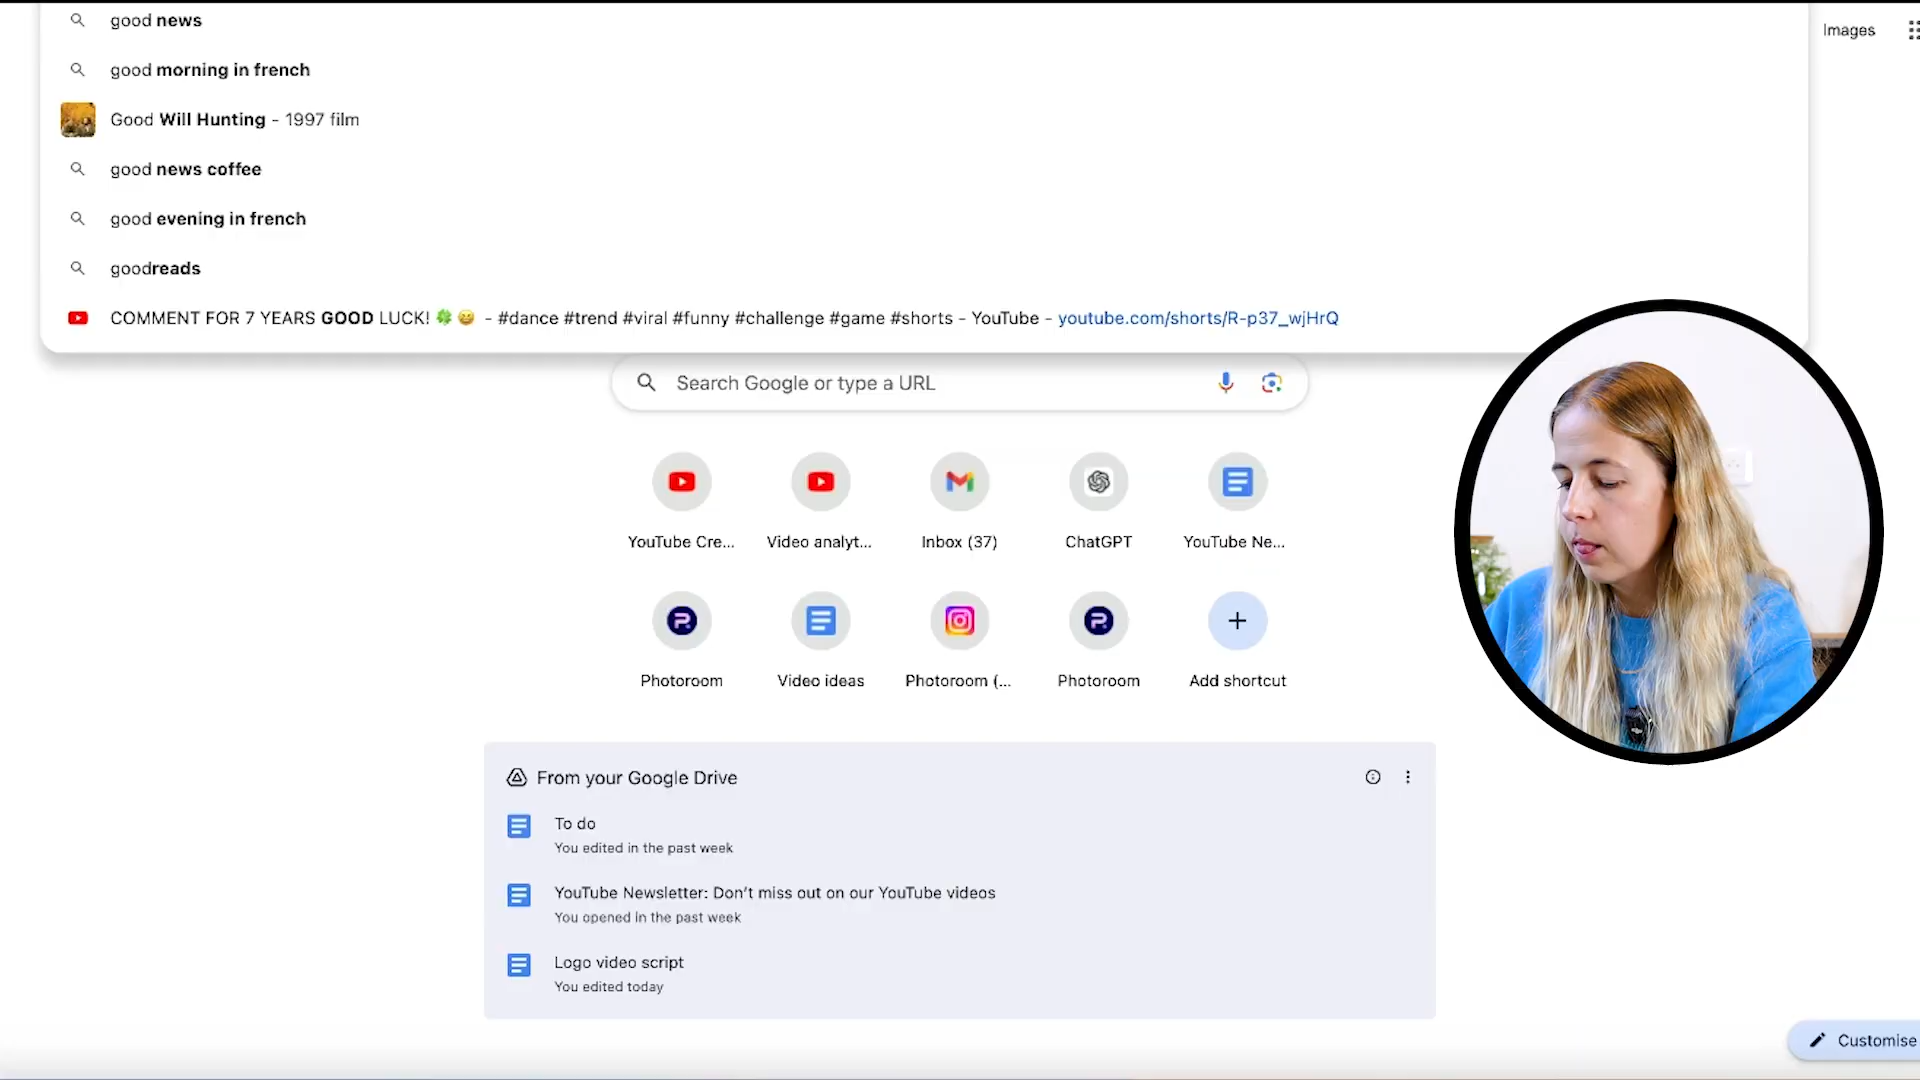 good news
Images
good morning in french
Good Will Hunting - 1997 film
good news coffee
good evening in french
goodreads
COMMENT FOR 7 YEARS GOOD LUCK! 🍀😆 - #dance #trend #viral #funny #challenge #game #shorts - YouTube - youtube.com/shorts/R-p37_wjHrQ
Search Google or type a URL
YouTube Cre... Video analyt... Inbox (37) ChatGPT YouTube Ne...
Photoroom Video ideas Photoroom (... Photoroom Add shortcut
From your Google Drive
To do
You edited in the past week
YouTube Newsletter: Don't miss out on our YouTube videos
You opened in the past week
Logo video script
You edited today
Customise